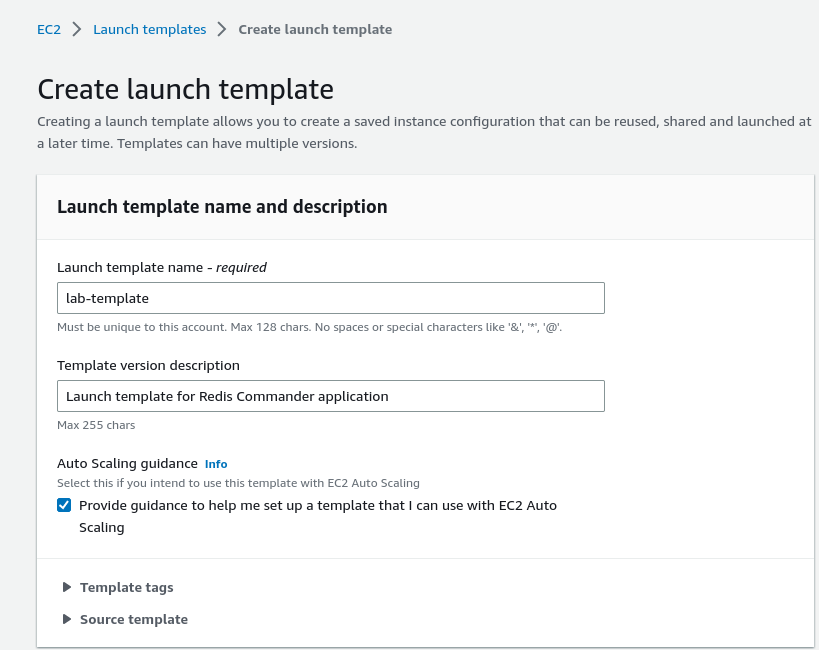 EC2 > Launch templates > Create launch template
Create launch template
Creating a launch template allows you to create a saved instance configuration that can be reused, shared and launched at
a later time. Templates can have multiple versions.
Launch template name and description
Launch template name - required
lab-template
Must be unique to this account. Max 128 chars. No spaces or special characters like '&', '*', '@'.
Template version description
Launch template for Redis Commander application
Max 255 chars
Auto Scaling guidance Info
Select this if you intend to use this template with EC2 Auto Scaling
Provide guidance to help me set up a template that I can use with EC2 Auto
Scaling
Template tags
Source template